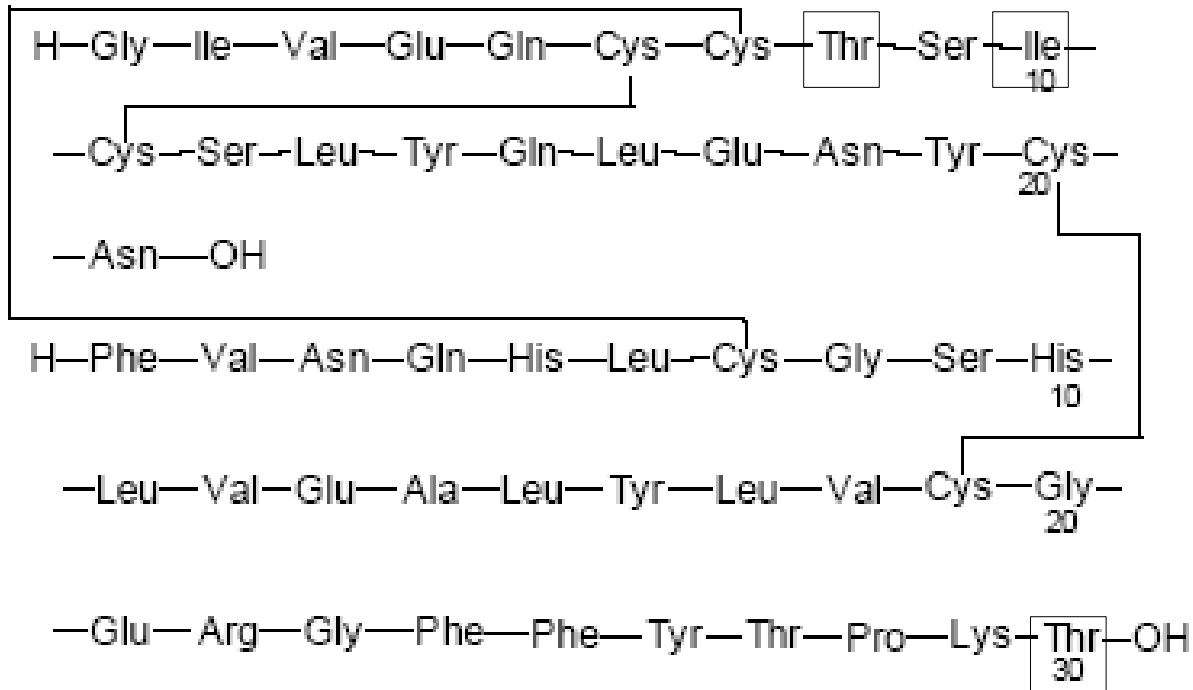 H—Gly—Ile—Val—Glu—Gln—Cys—Cys—Thr—Ser—Ile—
10
—Cys—Ser—Leu—Tyr—Gln—Leu—Glu—Asn—Tyr—Cys—
20
—Asn—OH
H—Phe—Val—Asn—Gln—His—Leu—Cys—Gly—Ser—His—
10
—Leu—Val—Glu—Ala—Leu—Tyr—Leu—Val—Cys—Gly—
20
—Glu—Arg—Gly—Phe—Phe—Tyr—Thr—Pro—Lys—Thr—OH
30